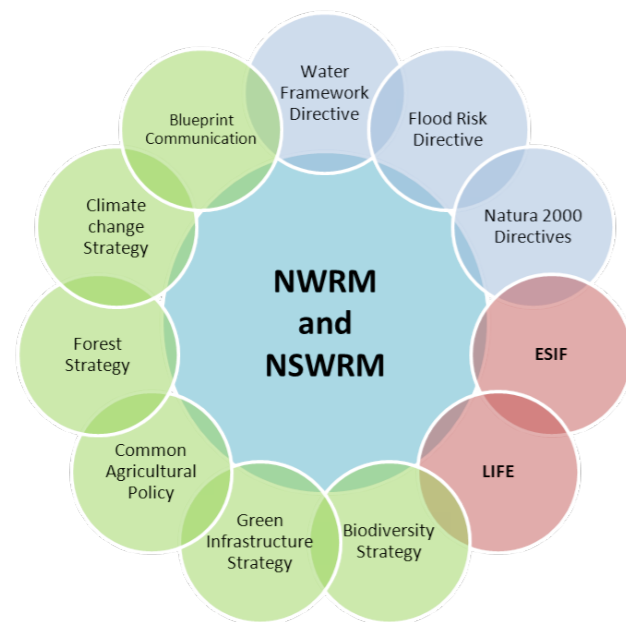 Water
Framework
Directive
Flood Risk
Directive
Natura 2000
Directives
ESIF
LIFE
Biodiversity
Strategy
Green
Infrastructure
Strategy
Common
Agricultural
Policy
Forest
Strategy
Climate
change
Strategy
Blueprint
Communication
NWRM
and
NSWRM